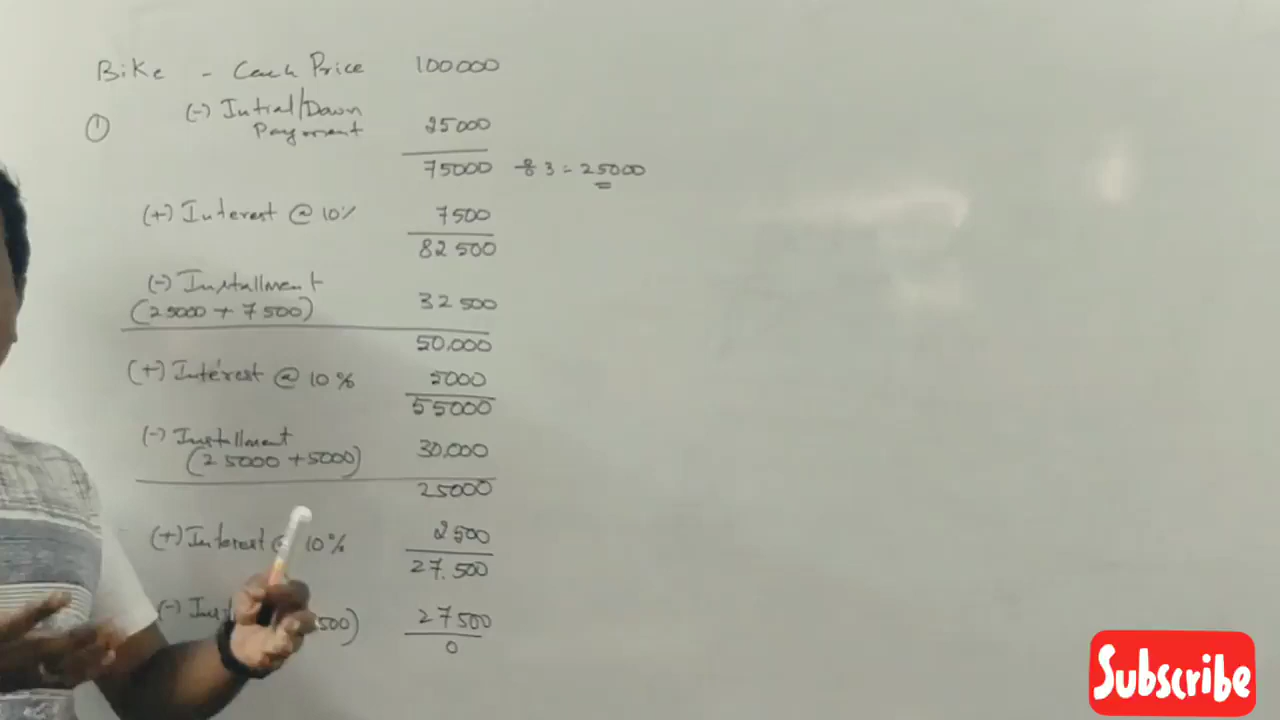 Bike - Cash Price 100000
① (-) Intial/Down
Payment 25000
75000 ÷ 3 = 25000
(+) Interest @ 10% 7500
82500
(-) Installment
(25000 + 7500) 32500
50,000
(+) Interest @ 10% 5000
55000
(-) Installment
(25000 + 5000) 30,000
25000
(+) Interest @ 10% 2500
27,500
(-) 500) 27500
0
Subscribe